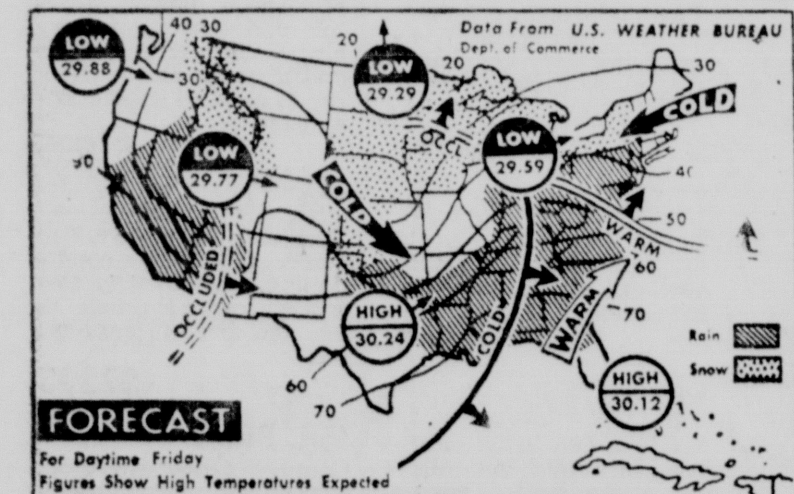 Data From U.S. WEATHER BUREAU
Dept. of Commerce
40 30
LOW
29.88
30
20
LOW
29.29
20
30
COLD
LOW
29.77
COLD
OCCL
LOW
29.59
50
WARM
60
OCCLUDED
HIGH
30.24
COLD
WARM
70
Rain
Snow
60
70
HIGH
30.12
FORECAST
For Daytime Friday
Figures Show High Temperatures Expected